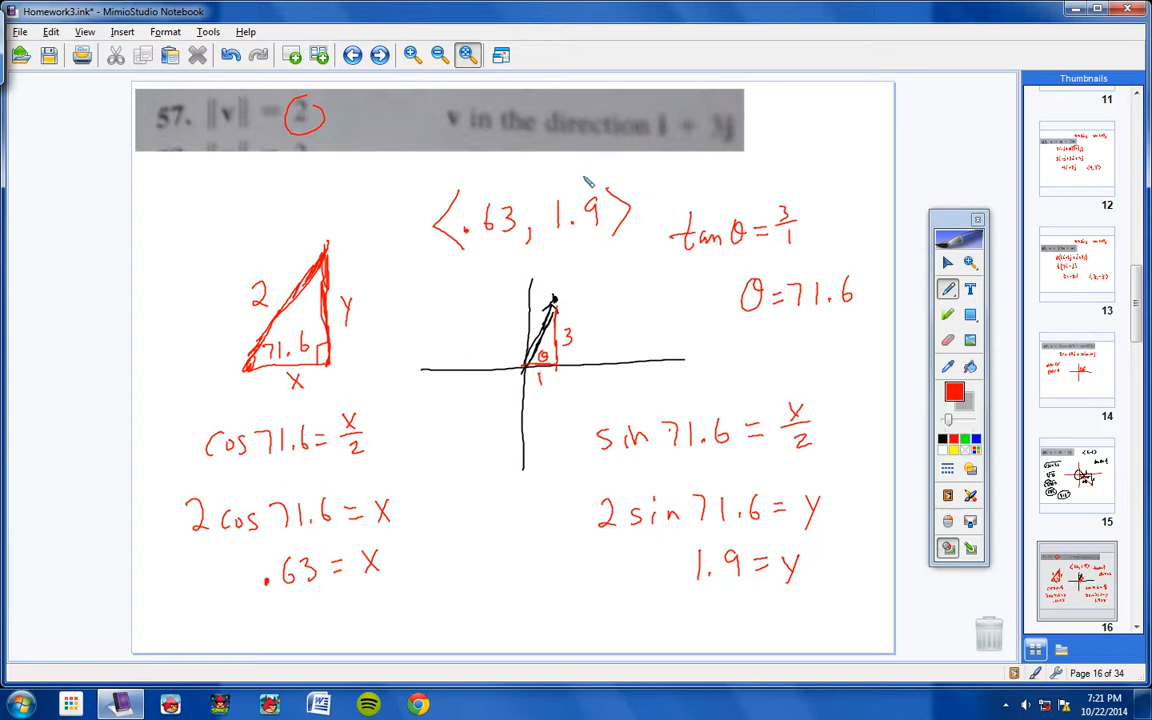 Homework3.ink* - MimioStudio Notebook
File Edit View Insert Format Tools Help
57. ||v|| = 2 v in the direction i + 3j
<.63, 1.9>
tan θ = 3/1
θ = 71.6
2
y
71.6
x
3
θ
1
cos 71.6 = x/2
sin 71.6 = y/2
2 cos 71.6 = x
2 sin 71.6 = y
.63 = x
1.9 = y
Thumbnails
11
12
13
14
15
16
T
Page 16 of 34
7:21 PM
10/22/2014